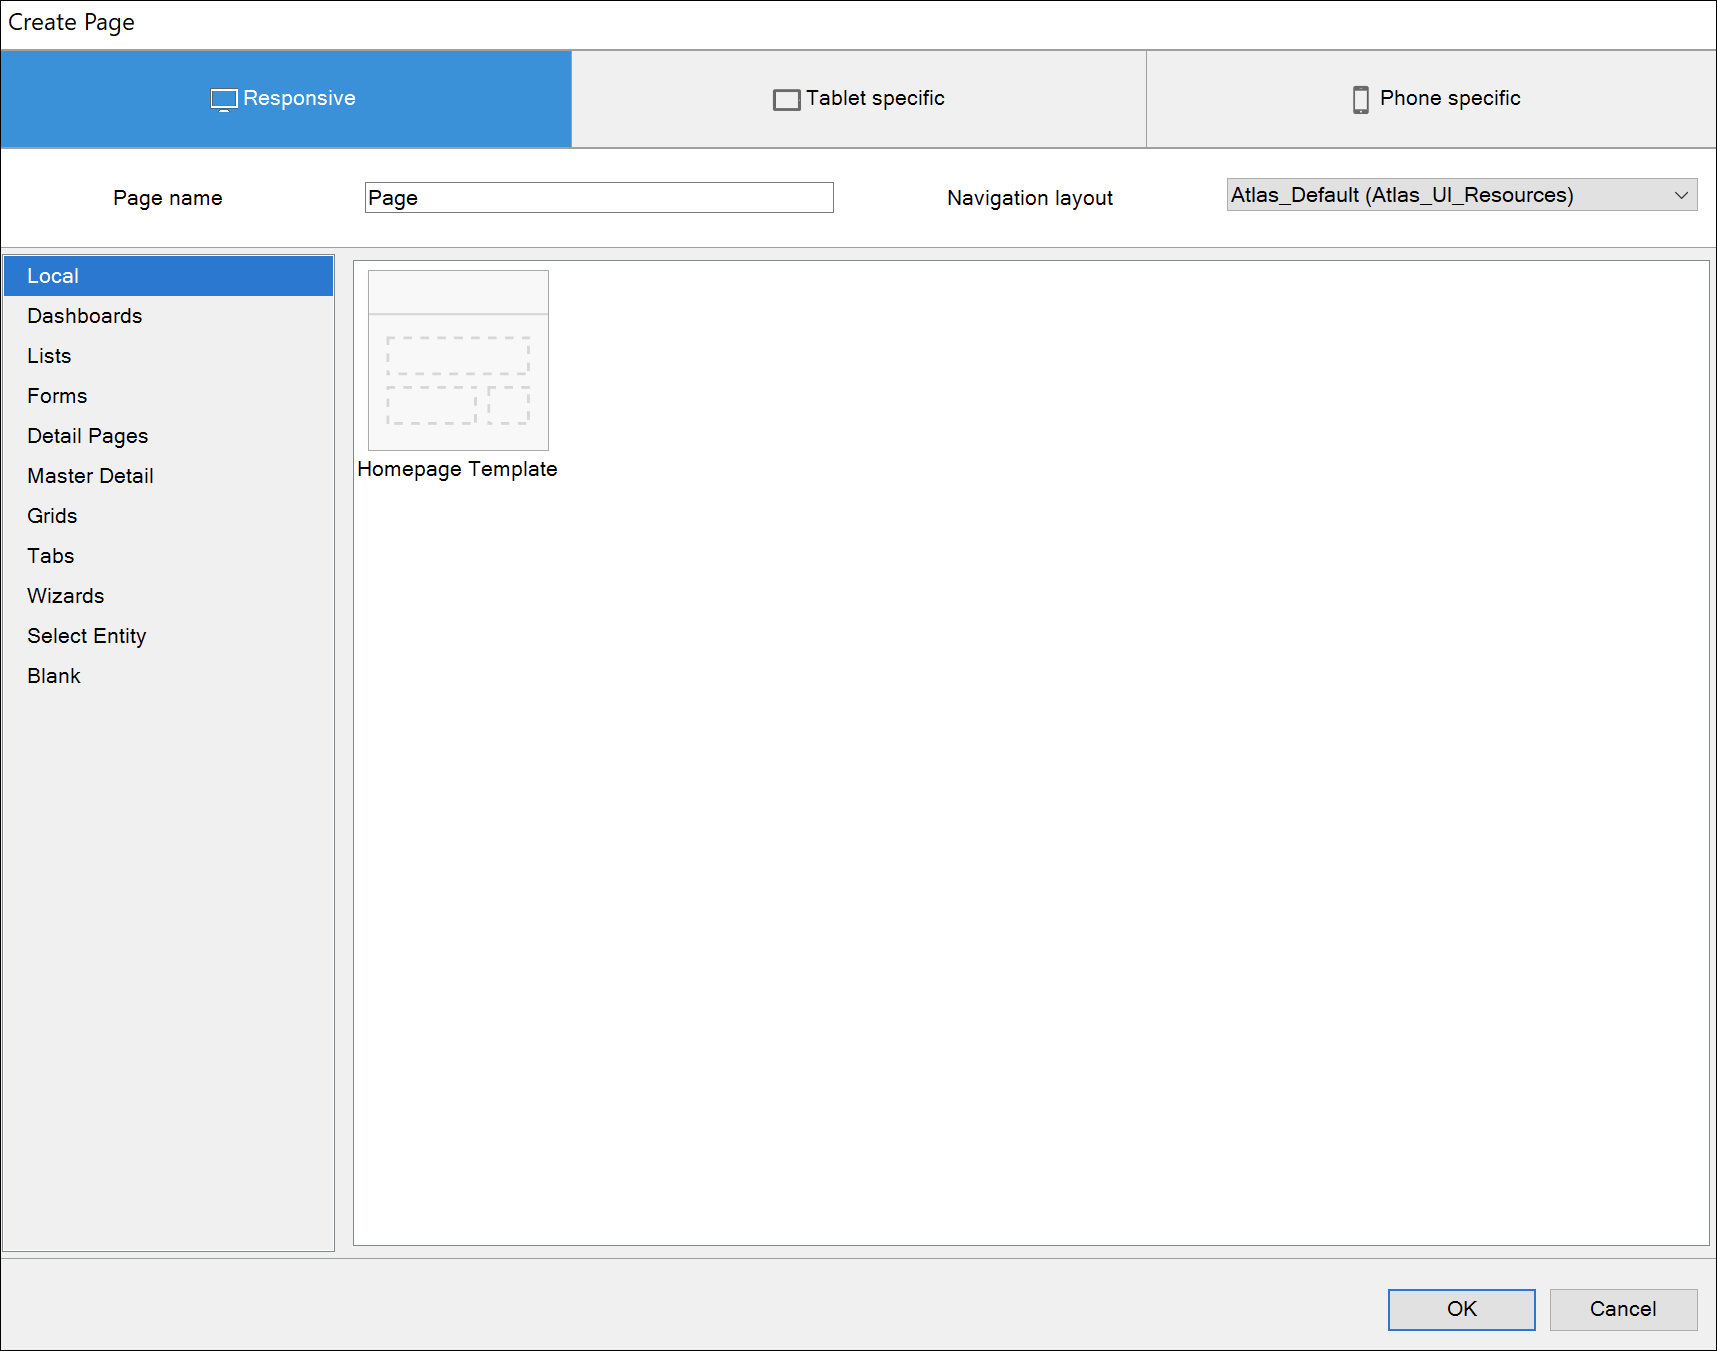 Create Page
Responsive
Tablet specific
Phone specific
Page name
Page
Navigation layout
Atlas_Default (Atlas_UI_Resources)
Local
Dashboards
Lists
Forms
Detail Pages
Master Detail
Grids
Tabs
Wizards
Select Entity
Blank
Homepage Template
OK
Cancel